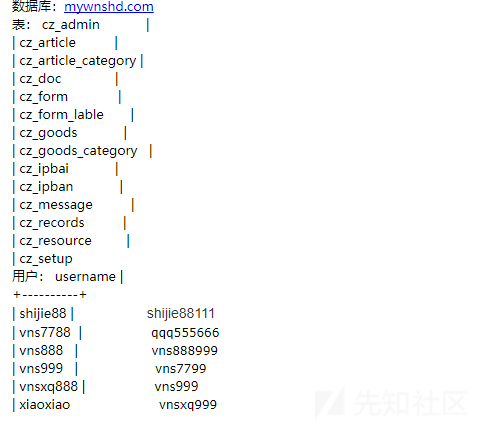 数据库：mywnshd.com
表： cz_admin |
| cz_article |
| cz_article_category |
| cz_doc |
| cz_form |
| cz_form_lable |
| cz_goods |
| cz_goods_category |
| cz_ipbai |
| cz_ipban |
| cz_message |
| cz_records |
| cz_resource |
| cz_setup
用户： username |
+----------+
| shijie88 | shijie88111
| vns7788 | qqq555666
| vns888 | vns888999
| vns999 | vns7799
| vnsxq888 | vns999
| xiaoxiao vnsxq999
先知社区